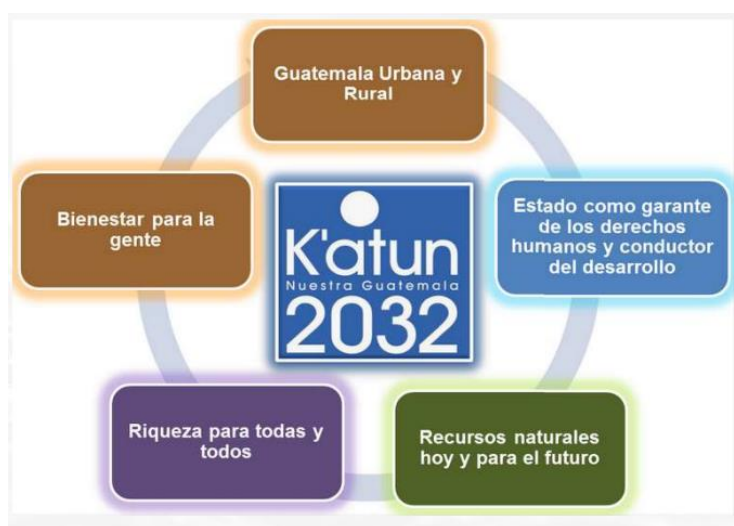 Guatemala Urbana y
Rural
Estado como garante
de los derechos
humanos y conductor
del desarrollo
Recursos naturales
hoy y para el futuro
Riqueza para todas y
todos
Bienestar para la
gente
K'atun
Nuestra Guatemala
2032